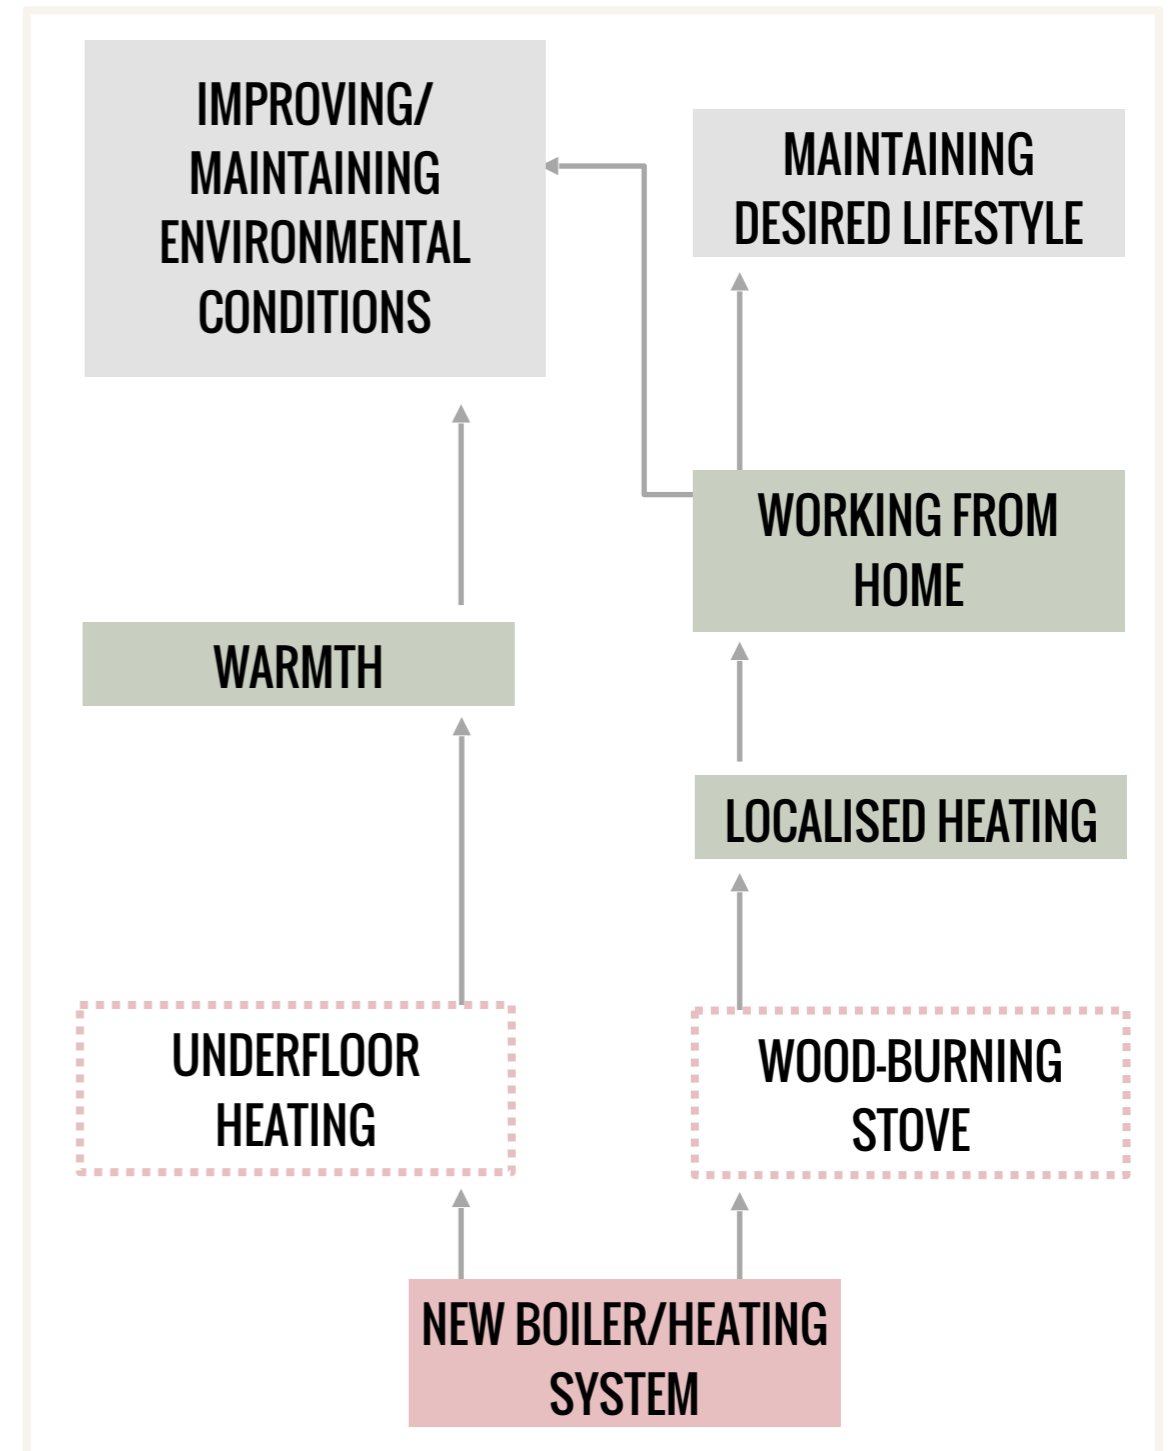 IMPROVING/
MAINTAINING
ENVIRONMENTAL
CONDITIONS
MAINTAINING
DESIRED LIFESTYLE
WORKING FROM
HOME
WARMTH
LOCALISED HEATING
UNDERFLOOR
HEATING
WOOD-BURNING
STOVE
NEW BOILER/HEATING
SYSTEM